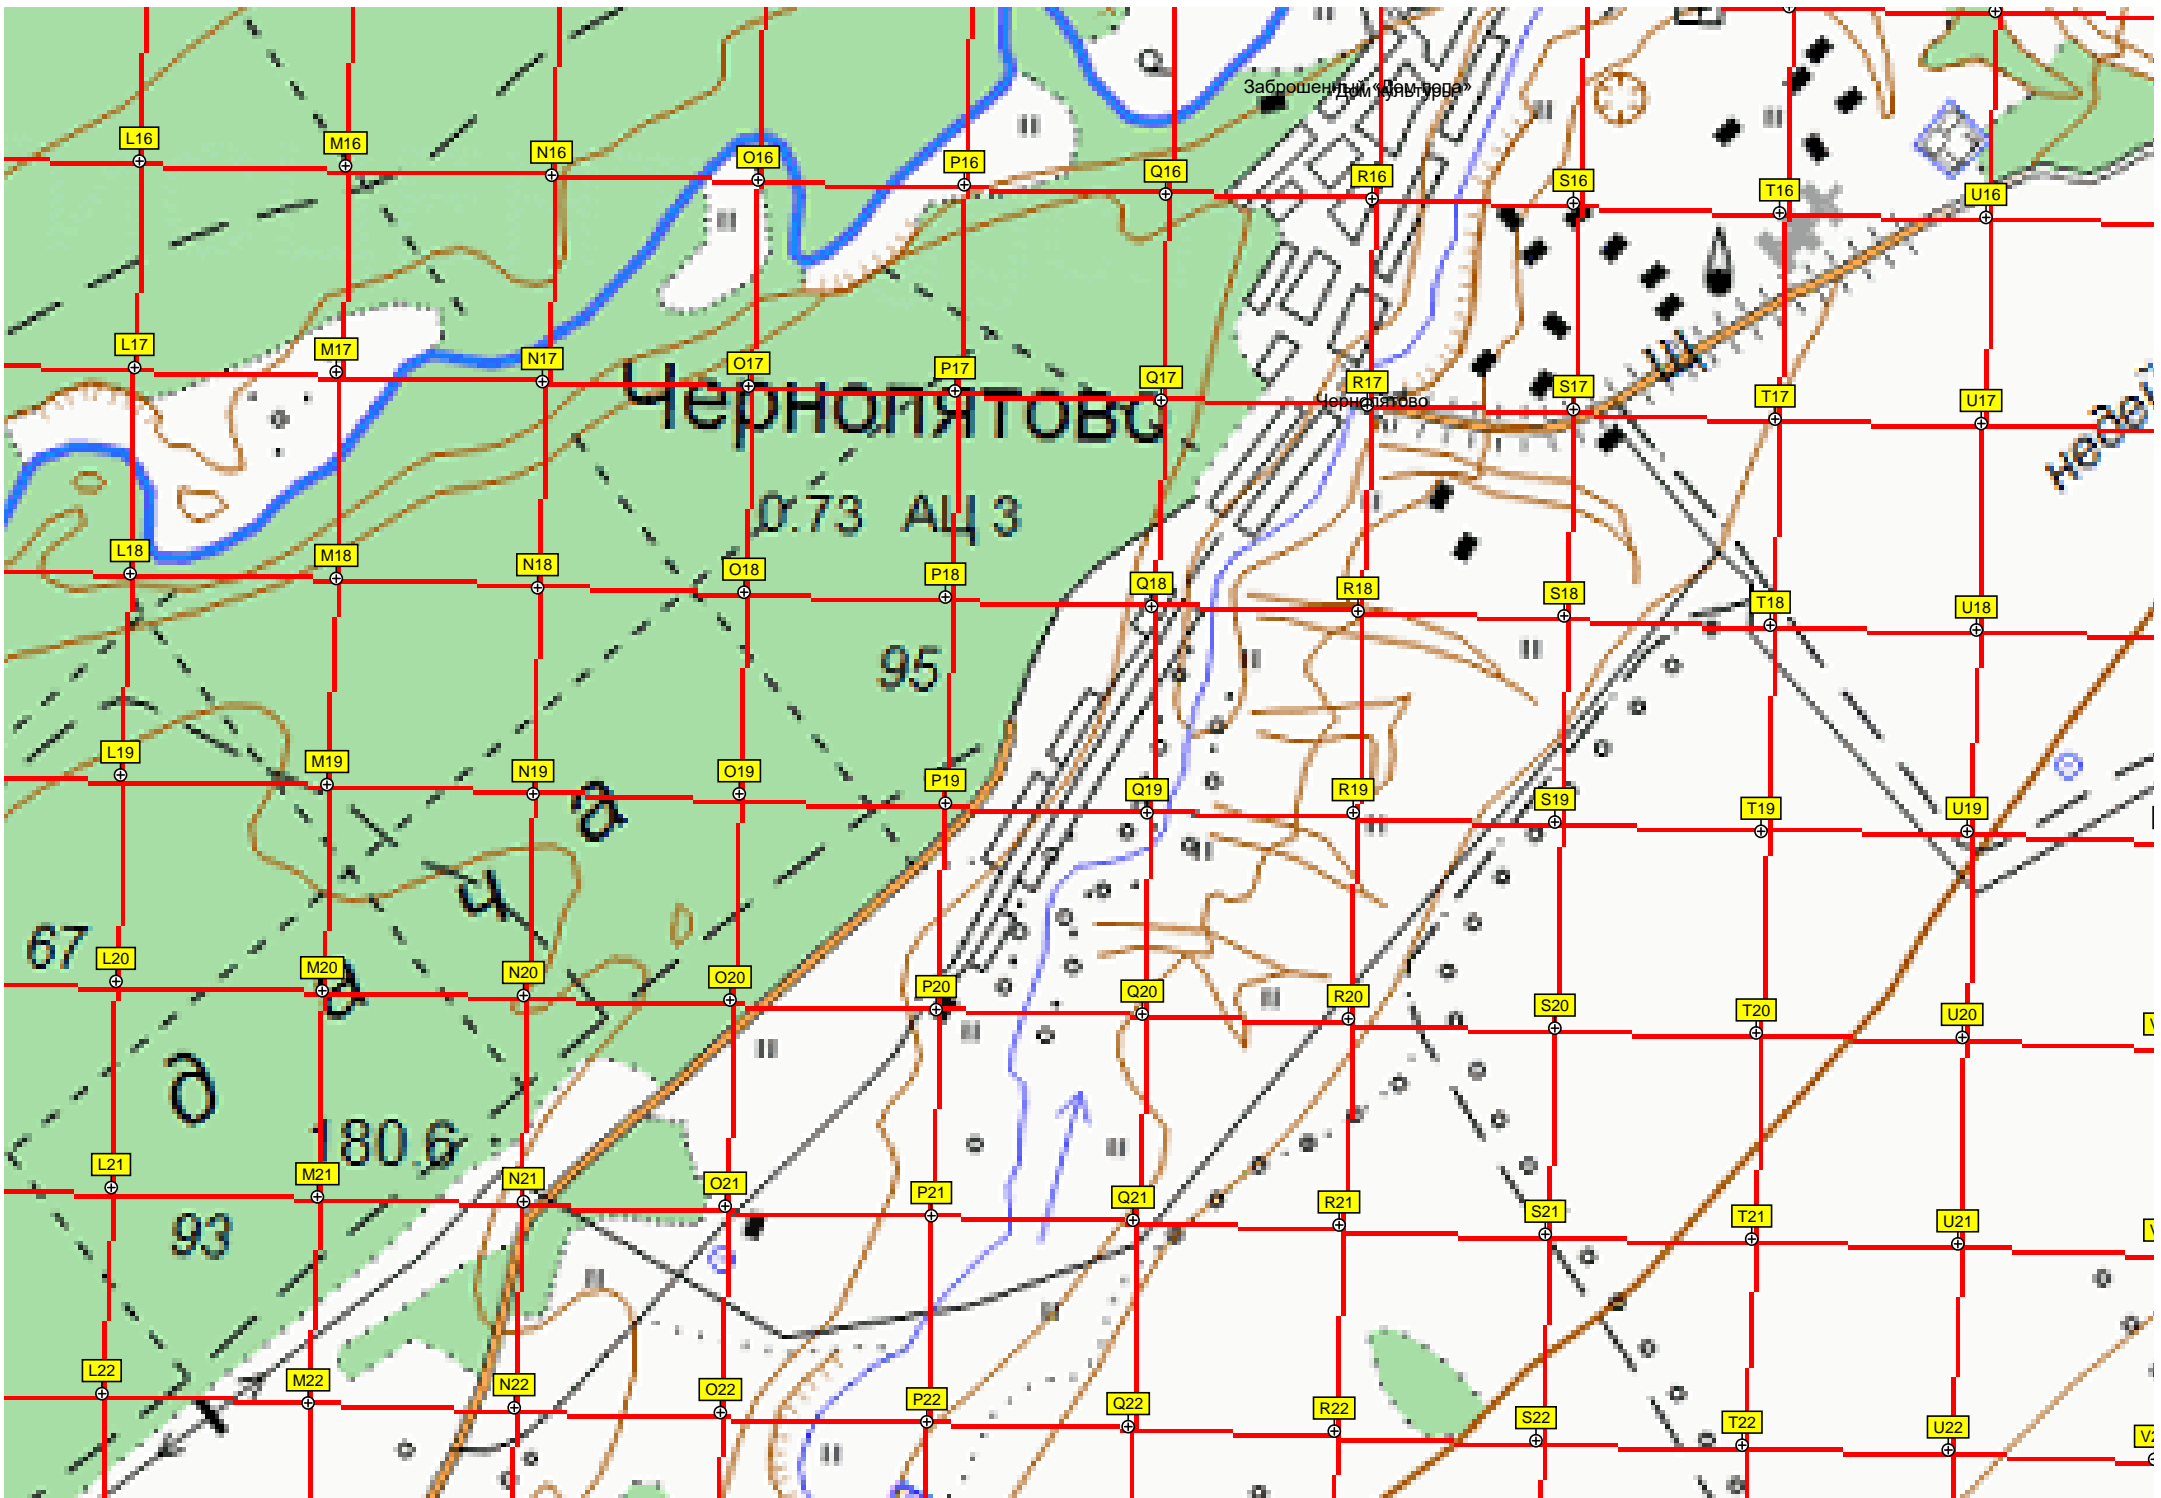 Заброшенный «Дом попа»
Дом культуры
L16 M16 N16 O16 P16 Q16 R16 S16 T16 U16
L17 M17 N17 O17 P17 Q17 R17 S17 T17 U17
Чернопятово
Чернопятово
Щ
0.73 АЦ 3
L18 M18 N18 O18 P18 Q18 R18 S18 T18 U18
95
L19 M19 N19 O19 P19 Q19 R19 S19 T19 U19
а
ч
67
L20 M20 N20 O20 P20 Q20 R20 S20 T20 U20
а
д
180.6
L21 M21 N21 O21 P21 Q21 R21 S21 T21 U21
93
L22 M22 N22 O22 P22 Q22 R22 S22 T22 U22